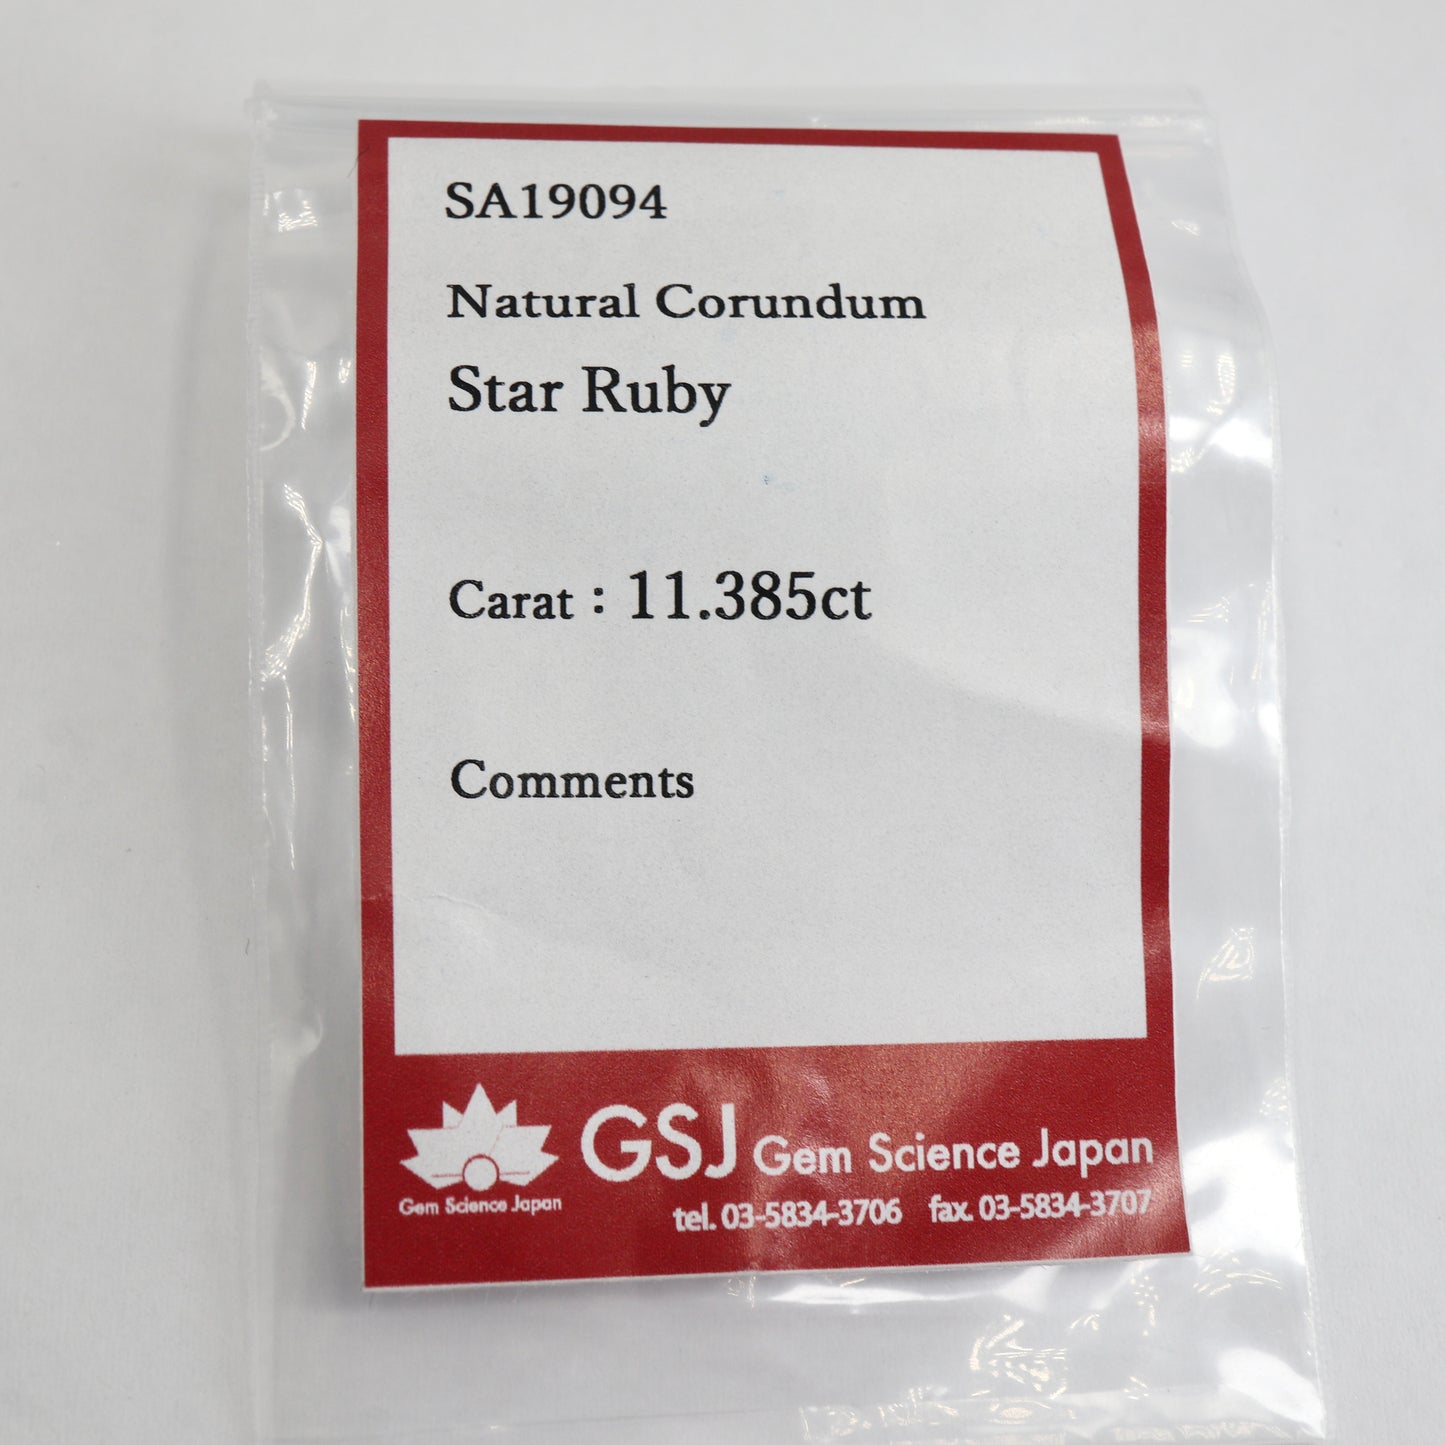 SA19094
Natural Corundum
Star Ruby
Carat : 11.385ct
Comments
GSJ Gem Science Japan
Gem Science Japan
tel. 03-5834-3706 fax. 03-5834-3707